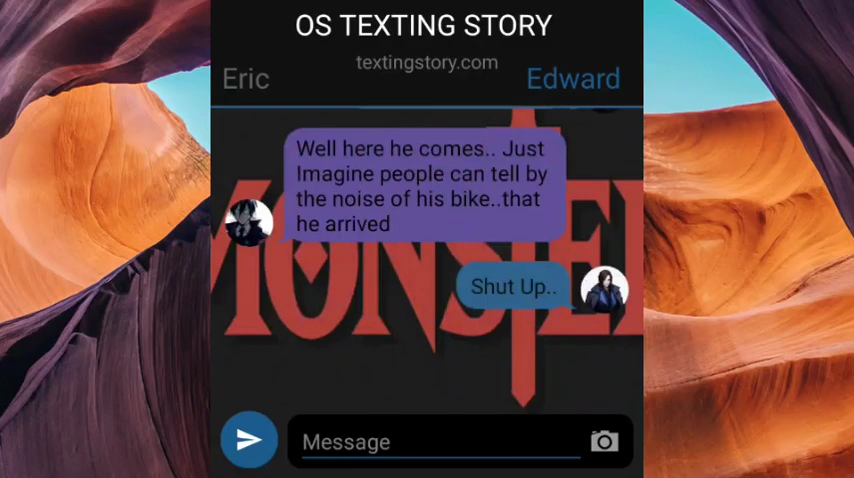 OS TEXTING STORY
textingstory.com
Eric
Edward
Well here he comes.. Just
Imagine people can tell by
the noise of his bike..that
he arrived
MONSTER
Shut Up..
Message